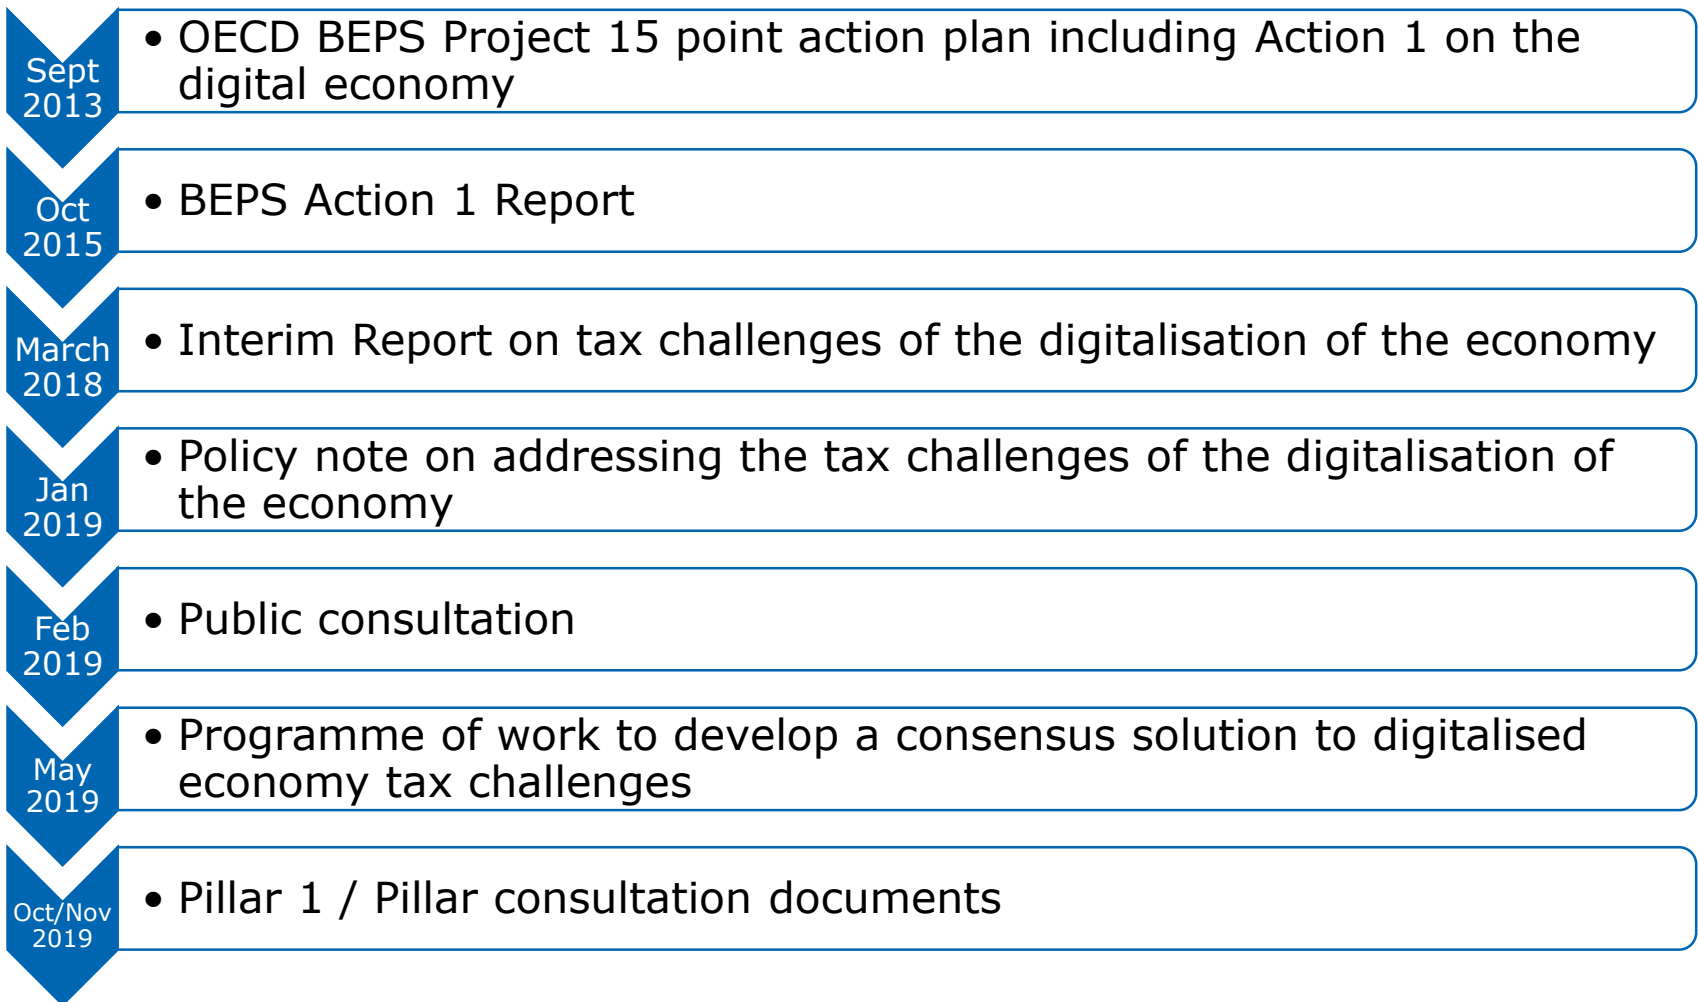 Sept
2013
• OECD BEPS Project 15 point action plan including Action 1 on the
digital economy
Oct
2015
• BEPS Action 1 Report
March
2018
• Interim Report on tax challenges of the digitalisation of the economy
Jan
2019
• Policy note on addressing the tax challenges of the digitalisation of
the economy
Feb
2019
• Public consultation
May
2019
• Programme of work to develop a consensus solution to digitalised
economy tax challenges
Oct/Nov
2019
• Pillar 1 / Pillar consultation documents